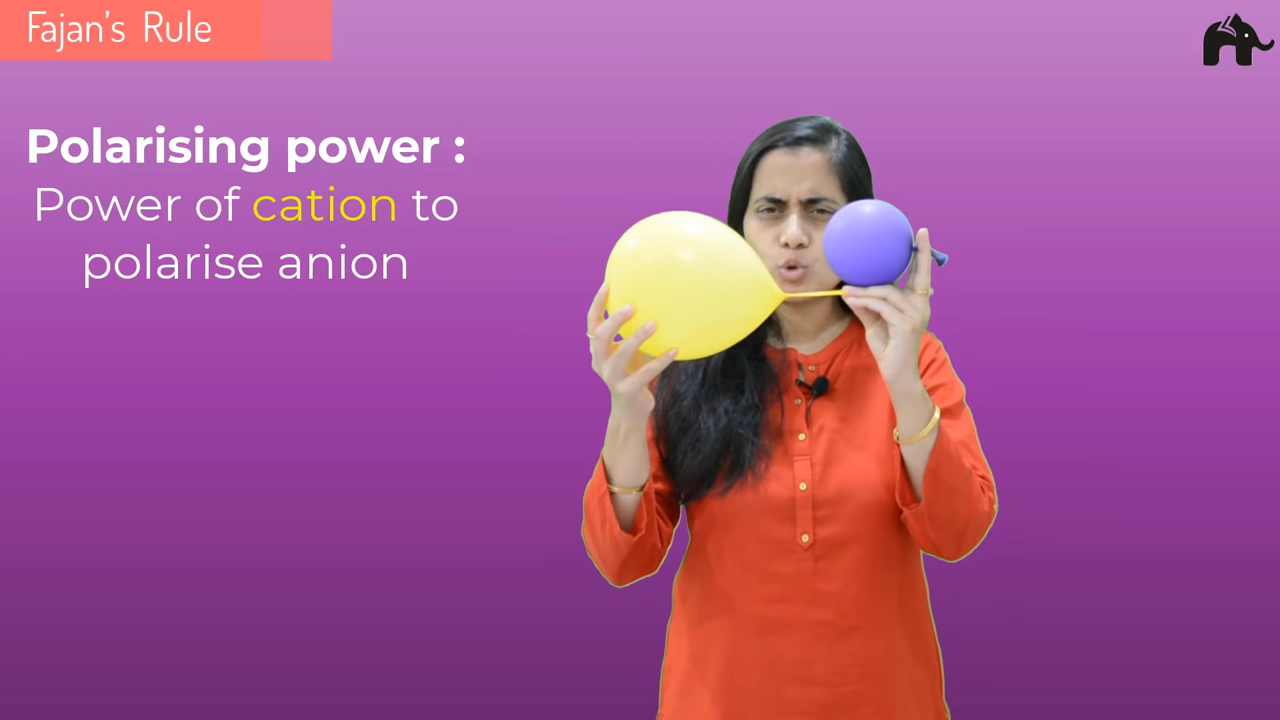 Fajan's Rule
Polarising power :
Power of cation to
polarise anion